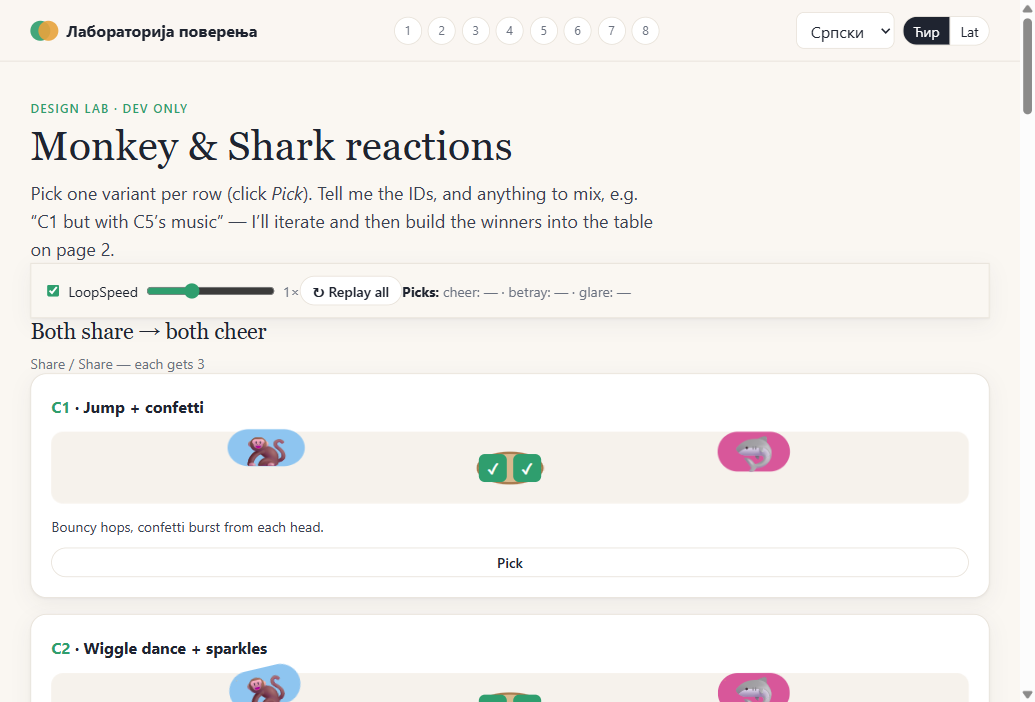 Лабораторија поверења
1 2 3 4 5 6 7 8
Српски
Ћир Lat
DESIGN LAB · DEV ONLY
Monkey & Shark reactions
Pick one variant per row (click Pick). Tell me the IDs, and anything to mix, e.g.
“C1 but with C5’s music” — I’ll iterate and then build the winners into the table
on page 2.
LoopSpeed 1× ↻ Replay all Picks: cheer: — · betray: — · glare: —
Both share → both cheer
Share / Share — each gets 3
C1 · Jump + confetti
Bouncy hops, confetti burst from each head.
Pick
C2 · Wiggle dance + sparkles